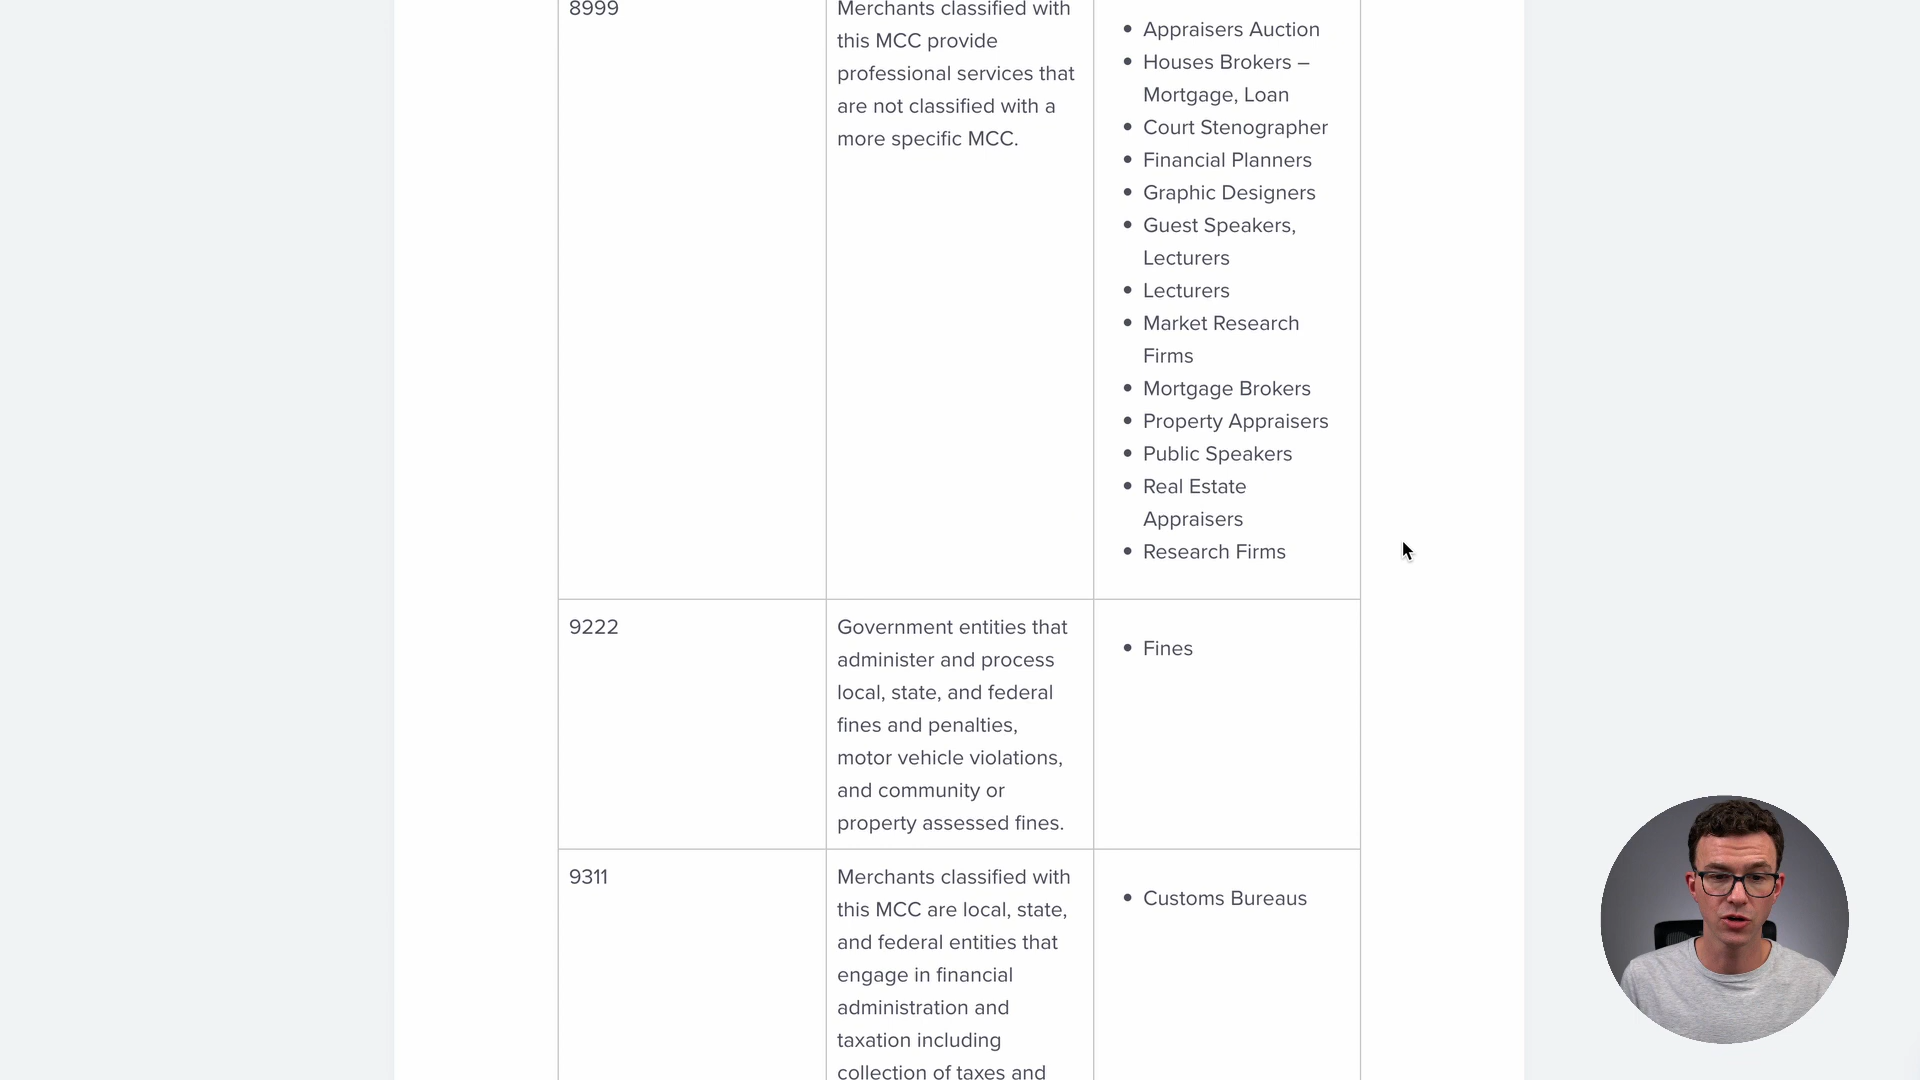 8999
Merchants classified with
this MCC provide
professional services that
are not classified with a
more specific MCC.
Appraisers Auction
Houses Brokers –
Mortgage, Loan
Court Stenographer
Financial Planners
Graphic Designers
Guest Speakers,
Lecturers
Lecturers
Market Research
Firms
Mortgage Brokers
Property Appraisers
Public Speakers
Real Estate
Appraisers
Research Firms
9222
Government entities that
administer and process
local, state, and federal
fines and penalties,
motor vehicle violations,
and community or
property assessed fines.
Fines
9311
Merchants classified with
this MCC are local, state,
and federal entities that
engage in financial
administration and
taxation including
collection of taxes and
Customs Bureaus